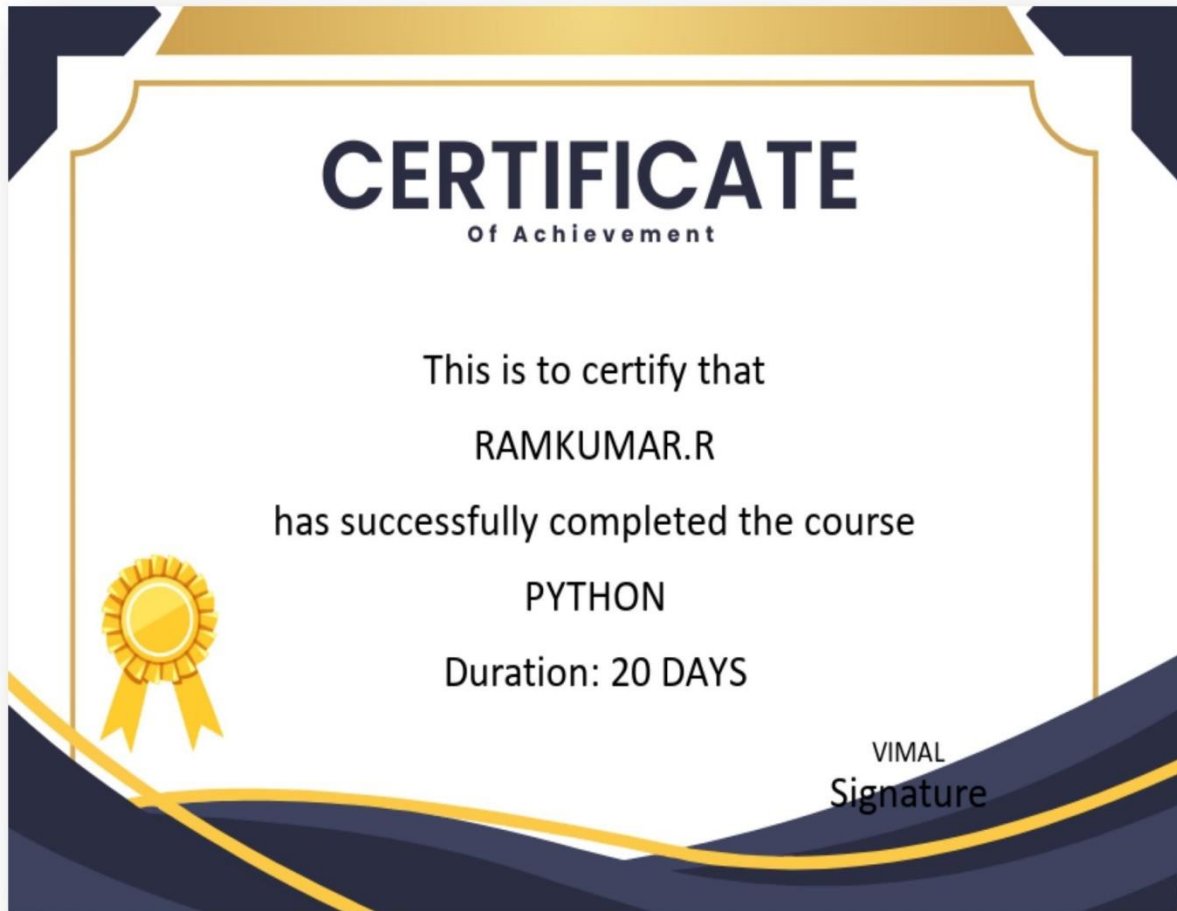 CERTIFICATE
Of Achievement
This is to certify that
RAMKUMAR.R
has successfully completed the course
PYTHON
Duration: 20 DAYS
VIMAL
Signature